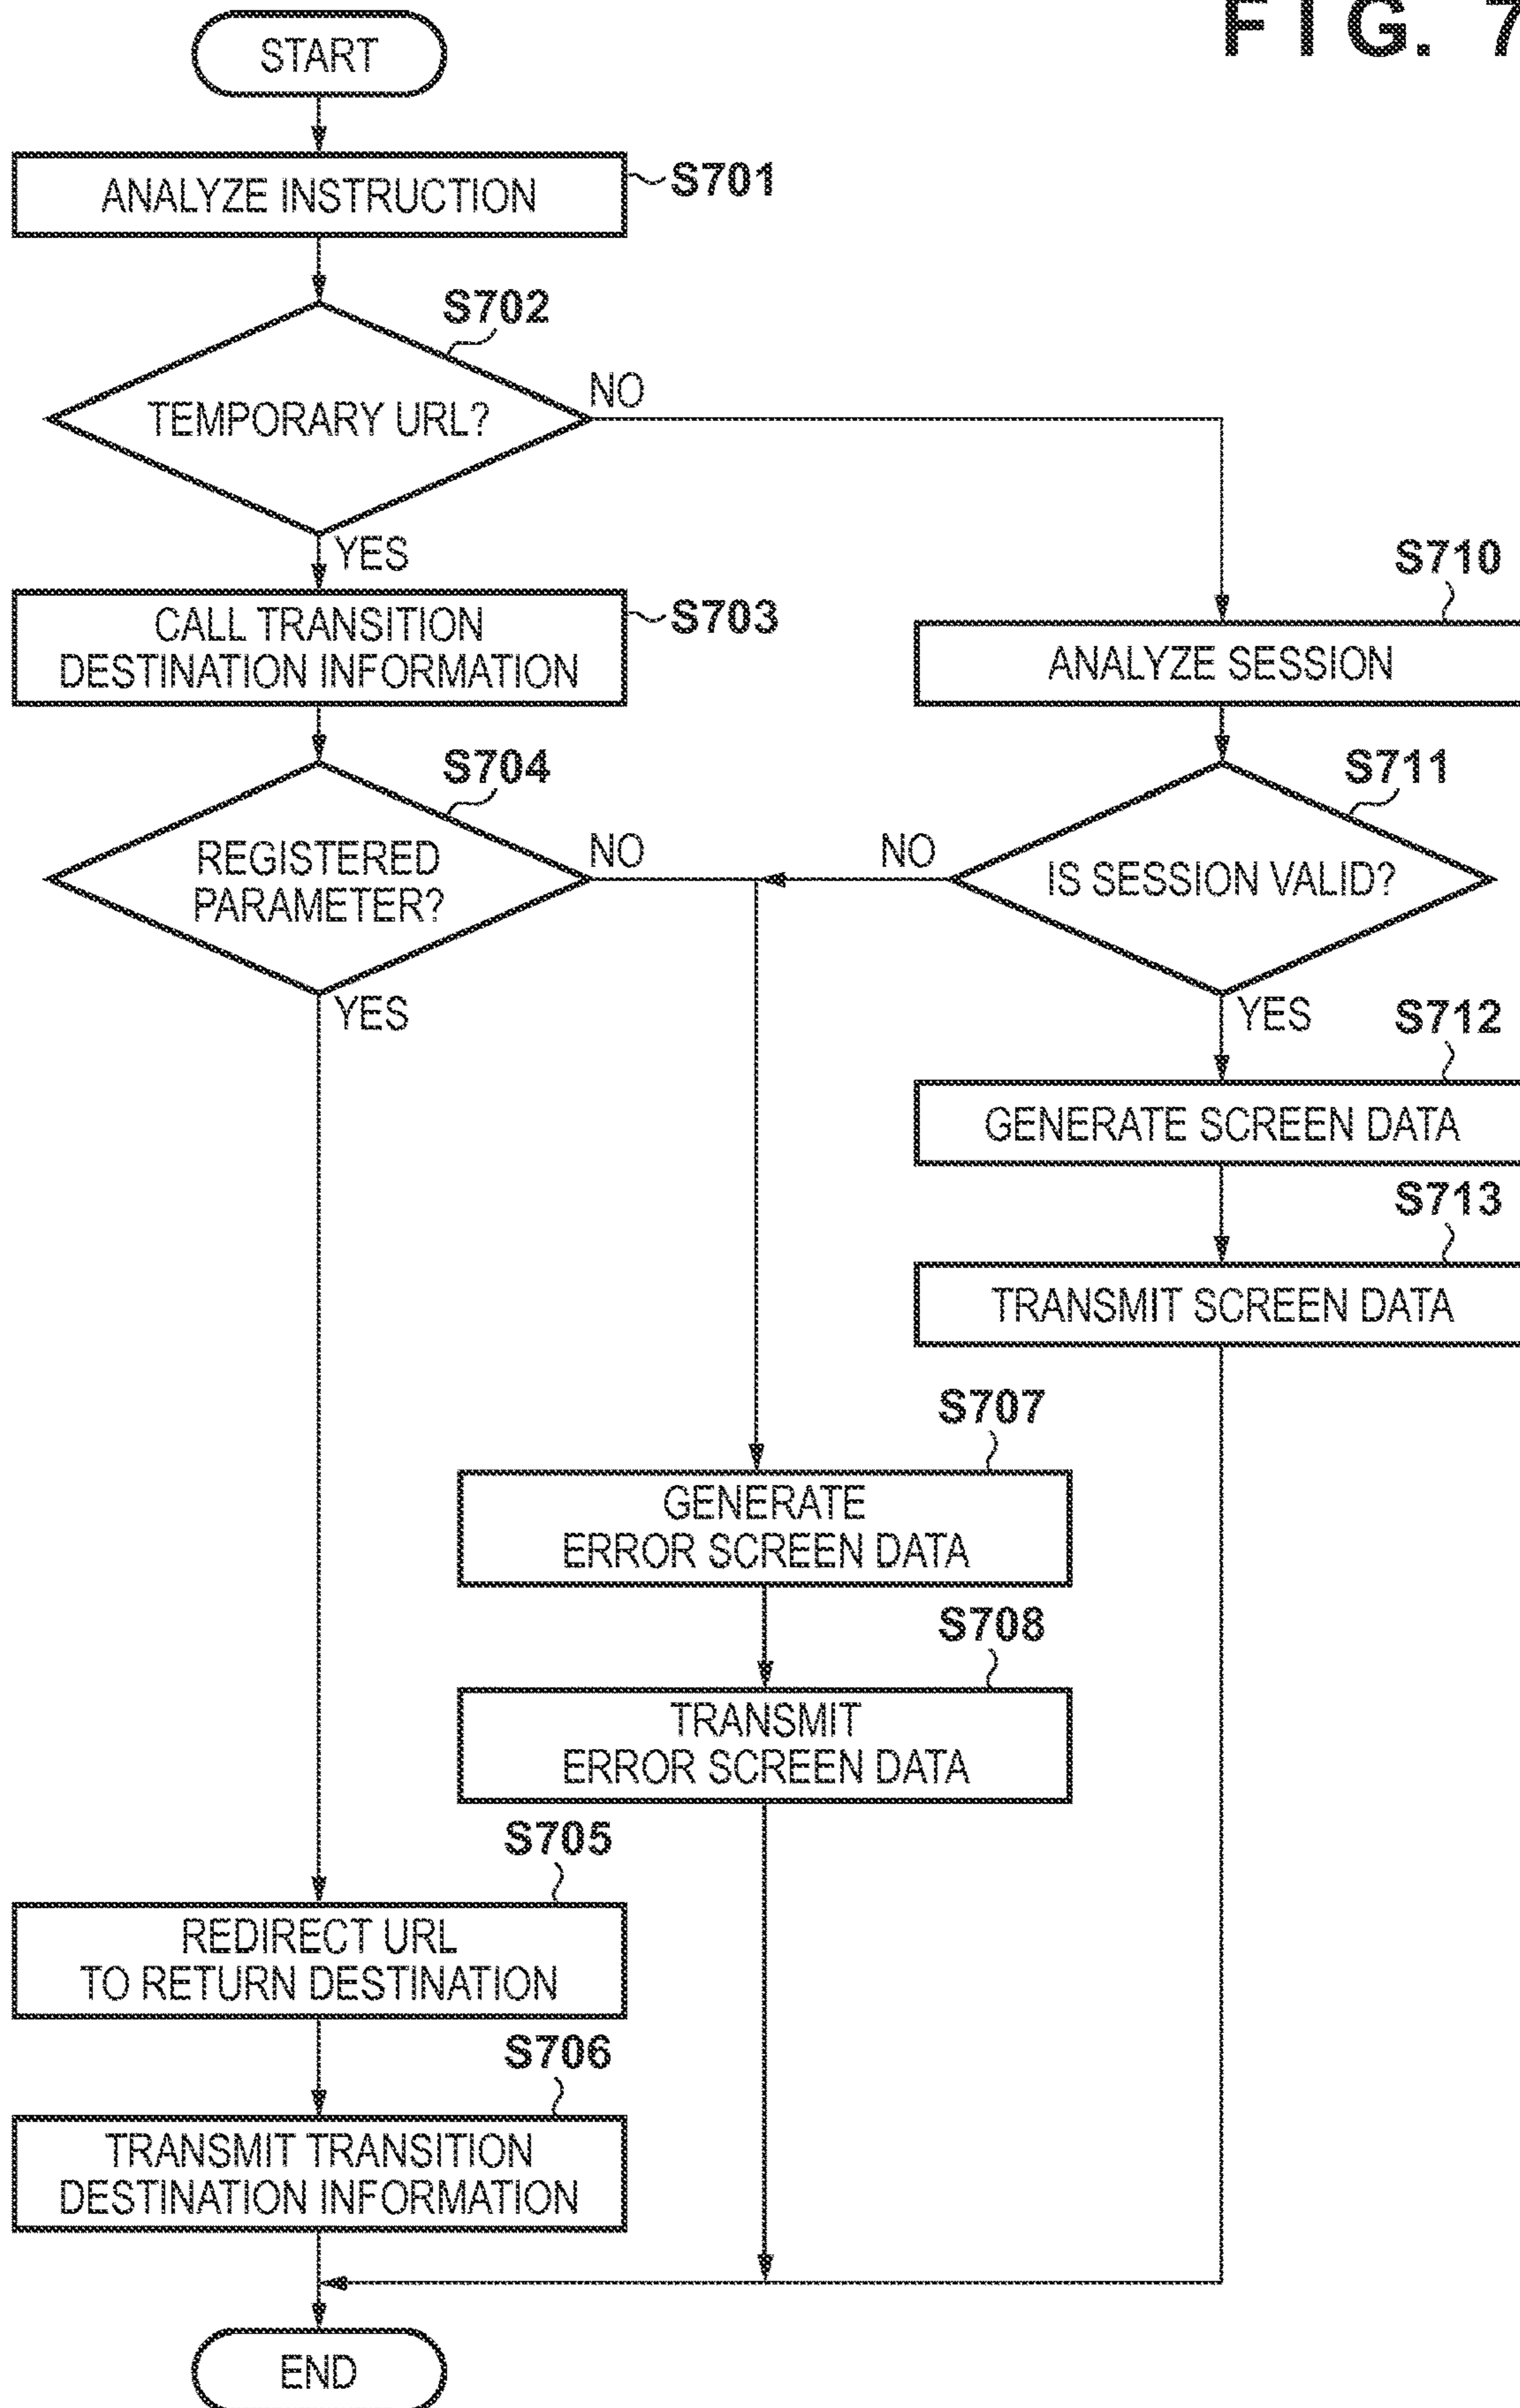 FIG. 7
START
ANALYZE INSTRUCTION
S701
S702
TEMPORARY URL?
NO
YES
S710
CALL TRANSITION
DESTINATION INFORMATION
S703
ANALYZE SESSION
S704
S711
REGISTERED
PARAMETER?
NO
NO
IS SESSION VALID?
YES
YES
S712
GENERATE SCREEN DATA
S713
TRANSMIT SCREEN DATA
S707
GENERATE
ERROR SCREEN DATA
S708
TRANSMIT
ERROR SCREEN DATA
S705
REDIRECT URL
TO RETURN DESTINATION
S706
TRANSMIT TRANSITION
DESTINATION INFORMATION
END